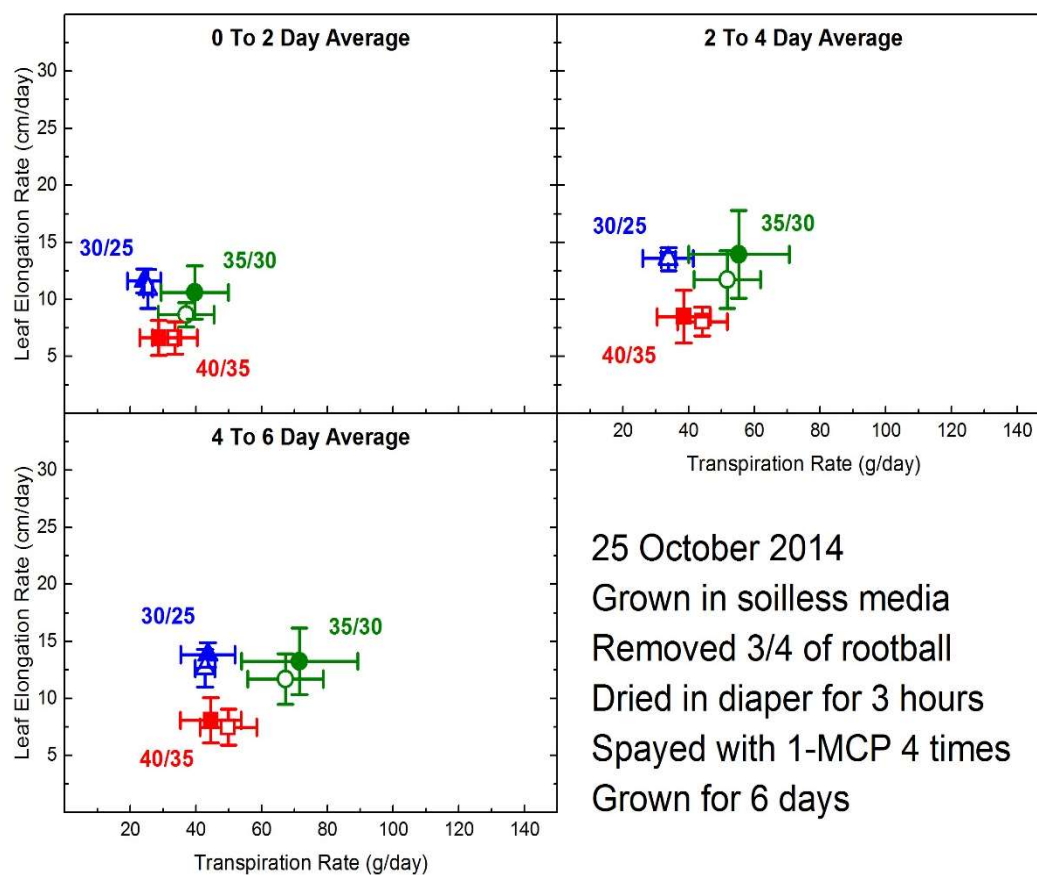 0 To 2 Day Average
Leaf Elongation Rate (cm/day)
30
25
20
15
10
5
30/25
35/30
40/35
2 To 4 Day Average
30/25
35/30
40/35
20 40 60 80 100 120 140
Transpiration Rate (g/day)
4 To 6 Day Average
Leaf Elongation Rate (cm/day)
30
25
20
15
10
5
30/25
35/30
40/35
20 40 60 80 100 120 140
Transpiration Rate (g/day)
25 October 2014
Grown in soilless media
Removed 3/4 of rootball
Dried in diaper for 3 hours
Spayed with 1-MCP 4 times
Grown for 6 days